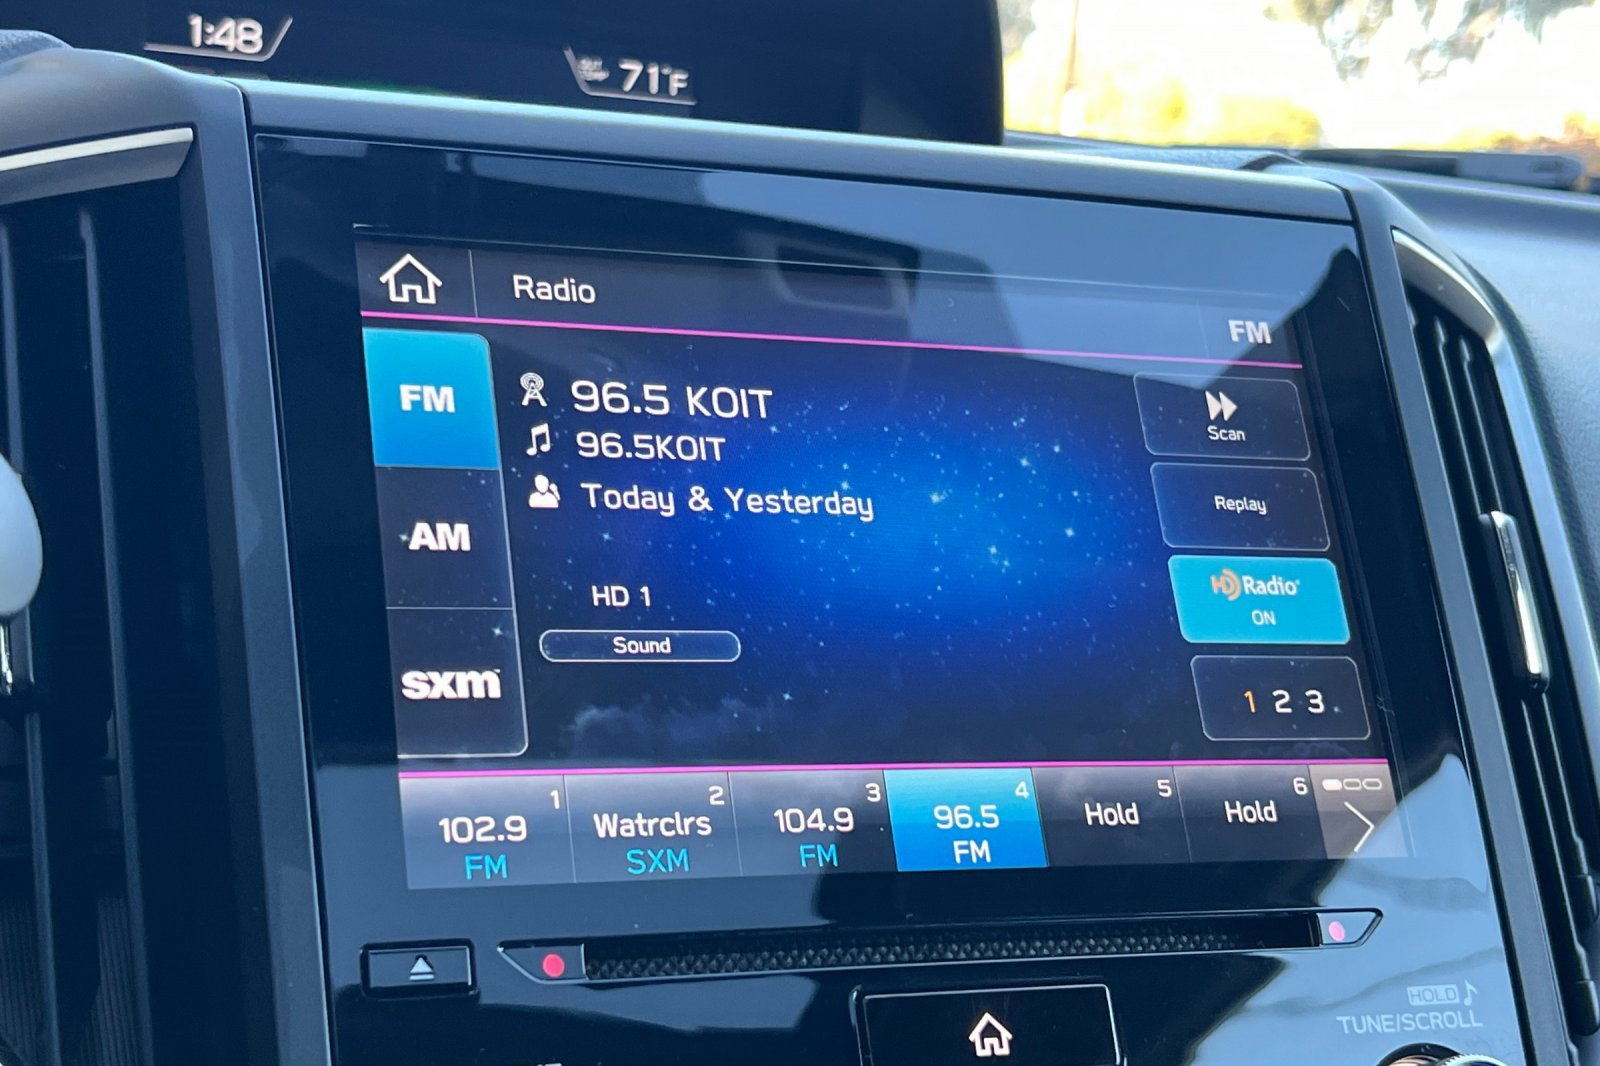 1:48
OUT
TEMP
71°F
Radio
FM
FM
AM
sxm
96.5 KOIT
96.5KOIT
Today & Yesterday
HD 1
Sound
Scan
Replay
HD Radio
ON
1 2 3
1
102.9
FM
2
Watrclrs
SXM
3
104.9
FM
4
96.5
FM
5
Hold
6
Hold
HOLD
TUNE/SCROLL